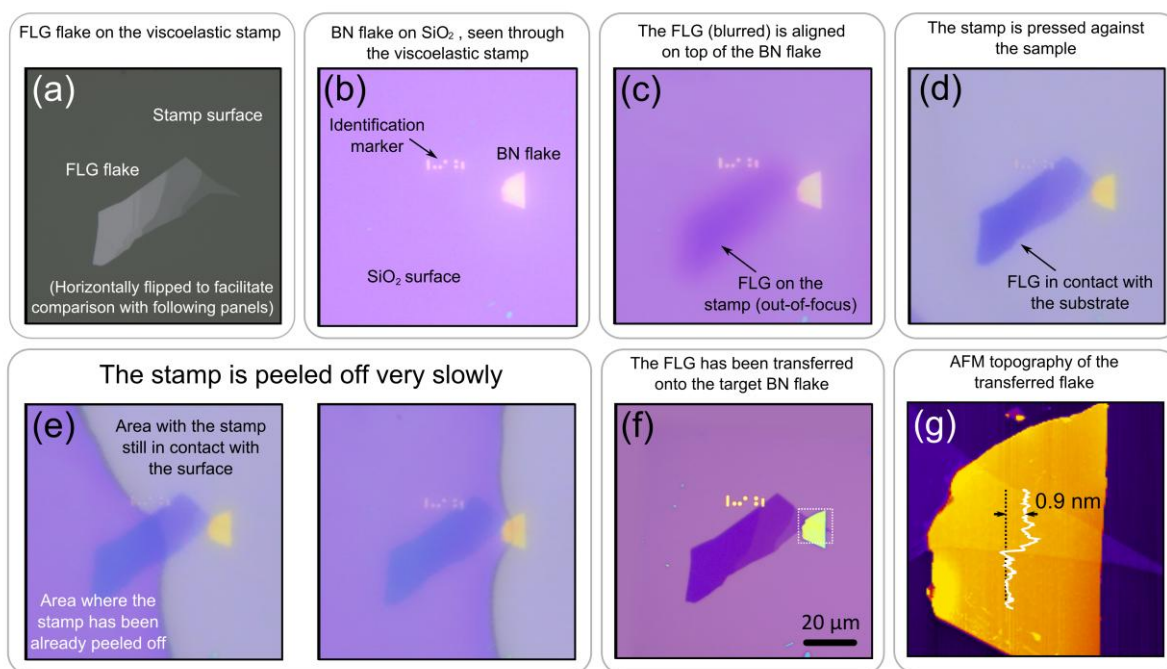 FLG flake on the viscoelastic stamp
(a)
Stamp surface
FLG flake
(Horizontally flipped to facilitate
comparison with following panels)
BN flake on SiO₂ , seen through
the viscoelastic stamp
(b)
Identification
marker
BN flake
SiO₂ surface
The FLG (blurred) is aligned
on top of the BN flake
(c)
FLG on the
stamp (out-of-focus)
The stamp is pressed against
the sample
(d)
FLG in contact with
the substrate
The stamp is peeled off very slowly
(e)
Area with the stamp
still in contact with
the surface
Area where the
stamp has been
already peeled off
The FLG has been transferred
onto the target BN flake
(f)
20 µm
AFM topography of the
transferred flake
(g)
0.9 nm